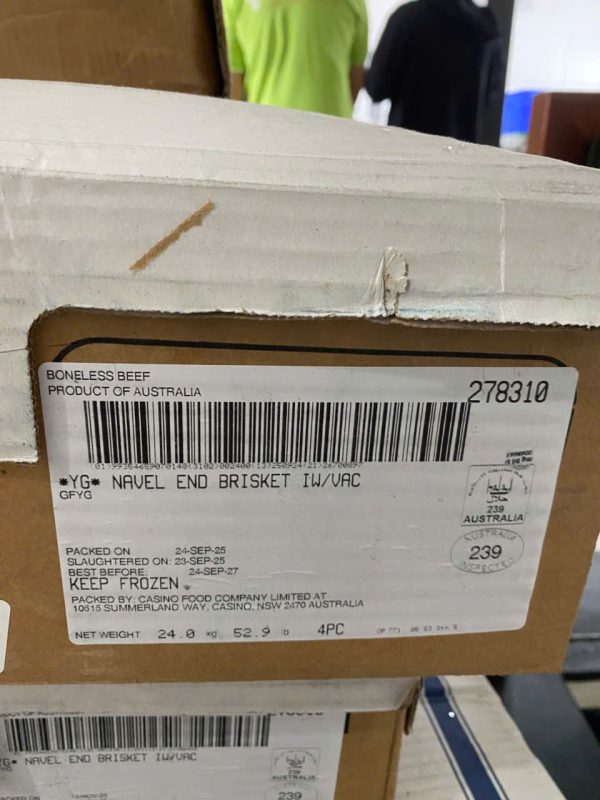 BONELESS BEEF
PRODUCT OF AUSTRALIA
278310
*YG* NAVEL END BRISKET IW/VAC
GFYG
حلال
239
AUSTRALIA
AUSTRALIA
239
INSPECTED
PACKED ON 24-SEP-25
SLAUGHTERED ON: 23-SEP-25
BEST BEFORE: 24-SEP-27
KEEP FROZEN
PACKED BY: CASINO FOOD COMPANY LIMITED AT
10615 SUMMERLAND WAY, CASINO, NSW 2470 AUSTRALIA
NET WEIGHT 24.0 kg 52.9 lb 4PC
*YG* NAVEL END BRISKET IW/VAC
AUSTRALIA
239